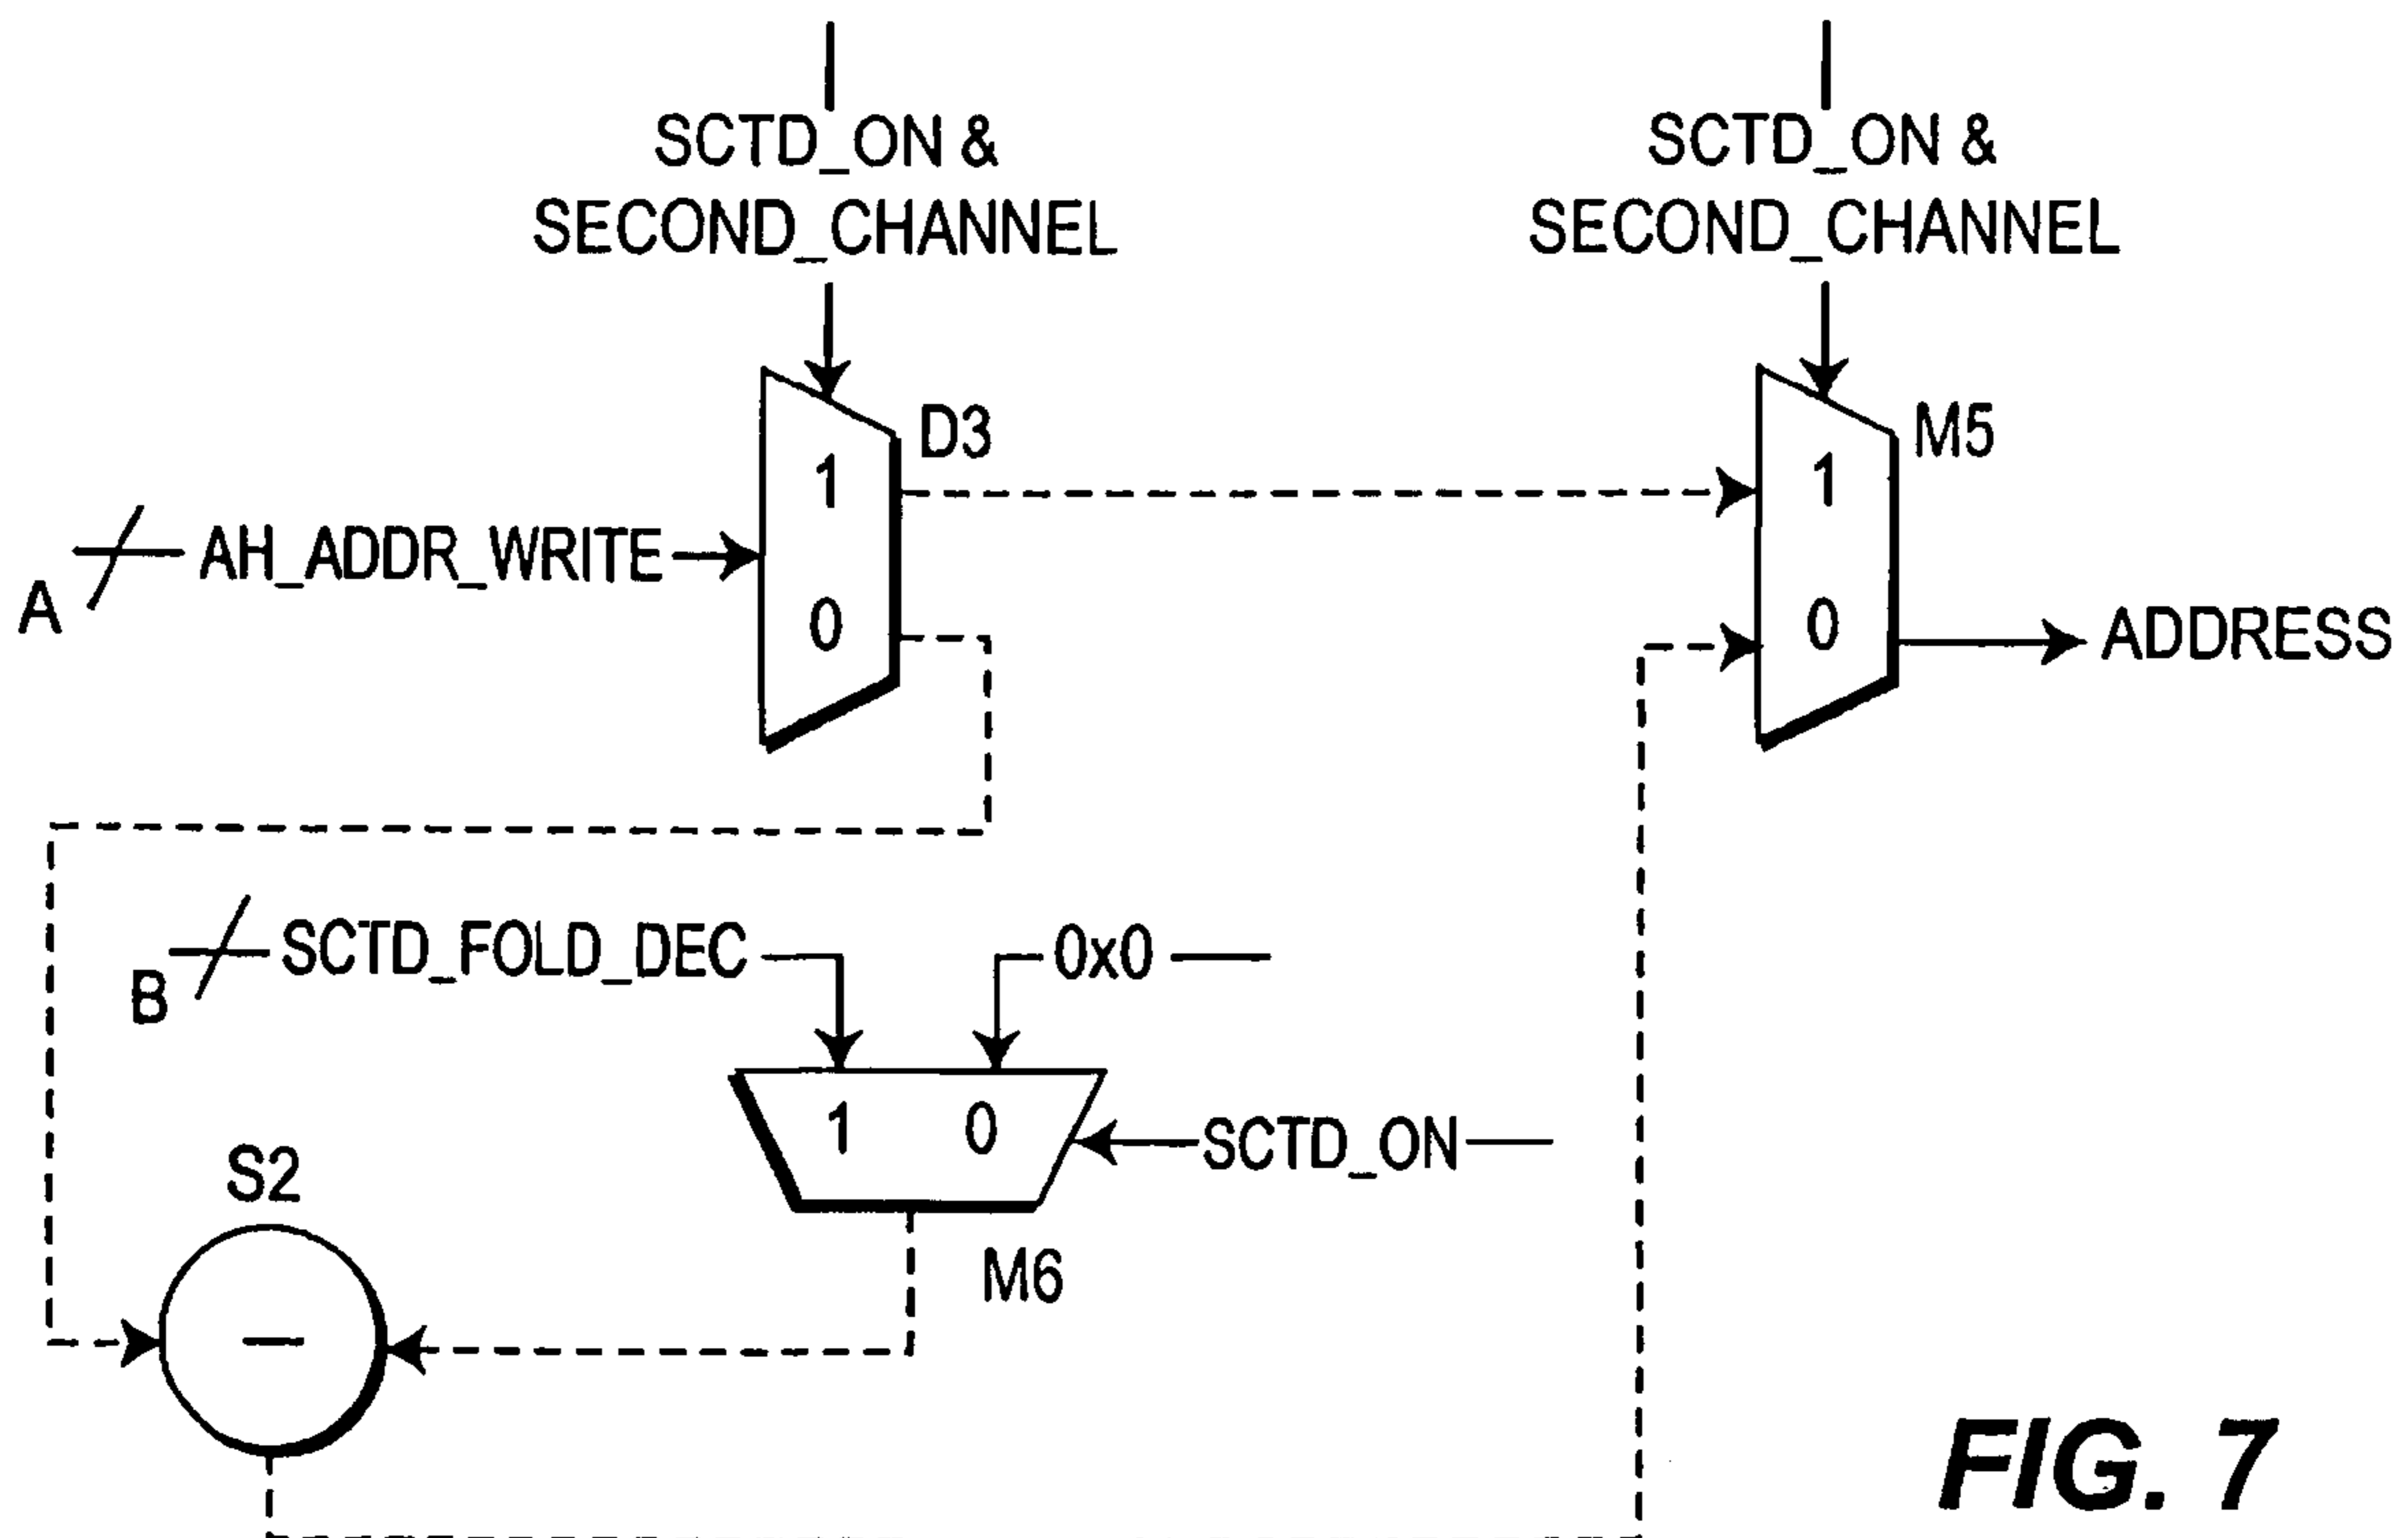 SCTD_ON &
SECOND_CHANNEL
SCTD_ON &
SECOND_CHANNEL
D3
M5
1
1
A
AH_ADDR_WRITE
0
0
ADDRESS
B
SCTD_FOLD_DEC
0x0
1
0
SCTD_ON
S2
M6
—
FIG. 7